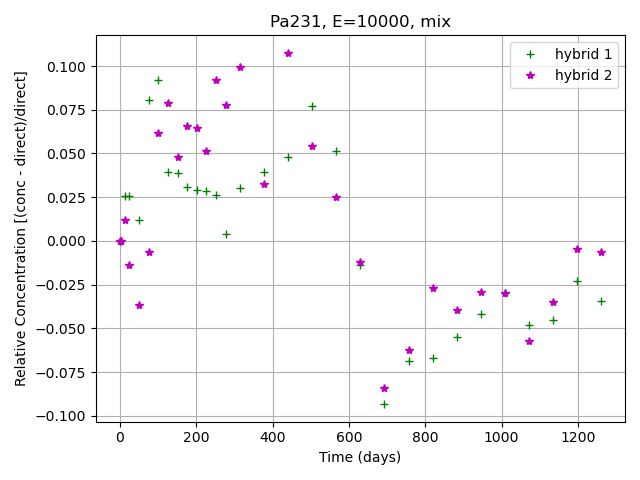 Pa231, E=10000, mix
hybrid 1
hybrid 2
Relative Concentration [(conc - direct)/direct]
0.100
0.075
0.050
0.025
0.000
−0.025
−0.050
−0.075
−0.100
0 200 400 600 800 1000 1200
Time (days)